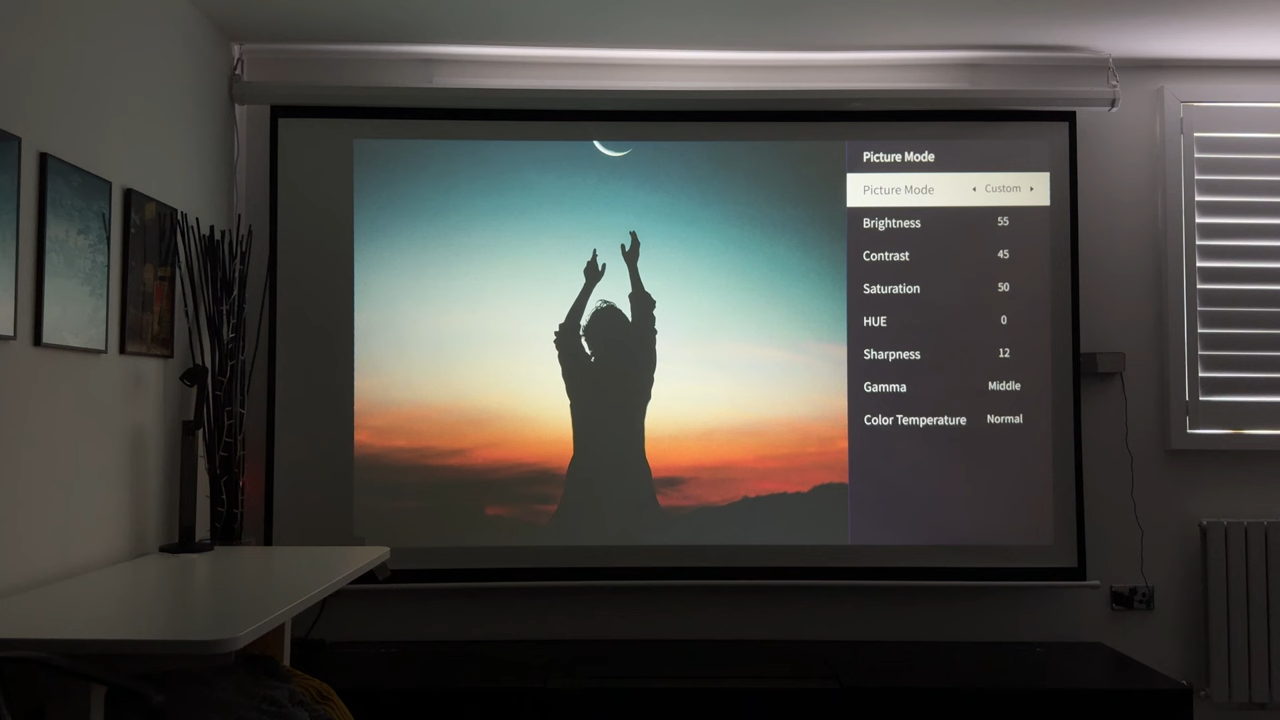 Picture Mode
Picture Mode Custom
Brightness 55
Contrast 45
Saturation 50
HUE 0
Sharpness 12
Gamma Middle
Color Temperature Normal